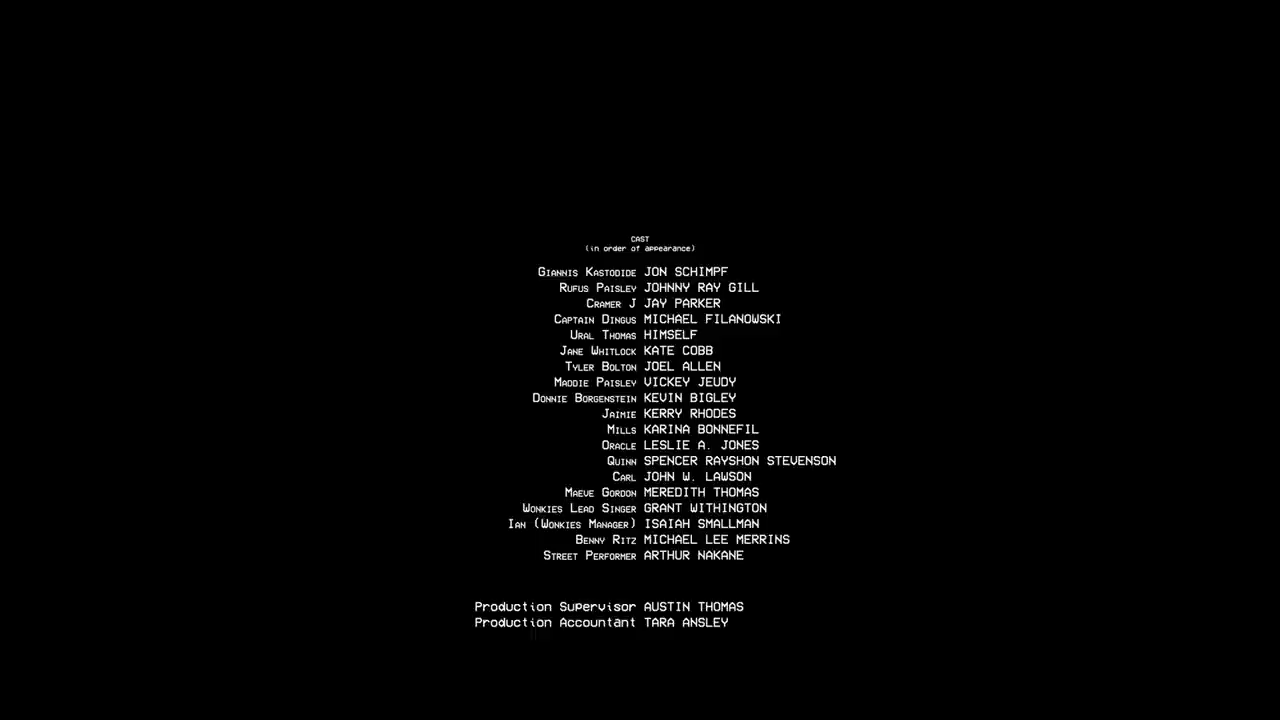 CAST
(in order of appearance)
Giannis Kastodide JON SCHIMPF
Rufus Paisley JOHNNY RAY GILL
Cramer J JAY PARKER
Captain Dingus MICHAEL FILANOWSKI
Ural Thomas HIMSELF
Jane Whitlock KATE COBB
Tyler Bolton JOEL ALLEN
Maddie Paisley VICKEY JEUDY
Donnie Borgenstein KEVIN BIGLEY
Jaimie KERRY RHODES
Mills KARINA BONNEFIL
Oracle LESLIE A. JONES
Quinn SPENCER RAYSHON STEVENSON
Carl JOHN W. LAWSON
Maeve Gordon MEREDITH THOMAS
Wonkies Lead Singer GRANT WITHINGTON
Ian (Wonkies Manager) ISAIAH SMALLMAN
Benny Ritz MICHAEL LEE MERRINS
Street Performer ARTHUR NAKANE
Production Supervisor AUSTIN THOMAS
Production Accountant TARA ANSLEY